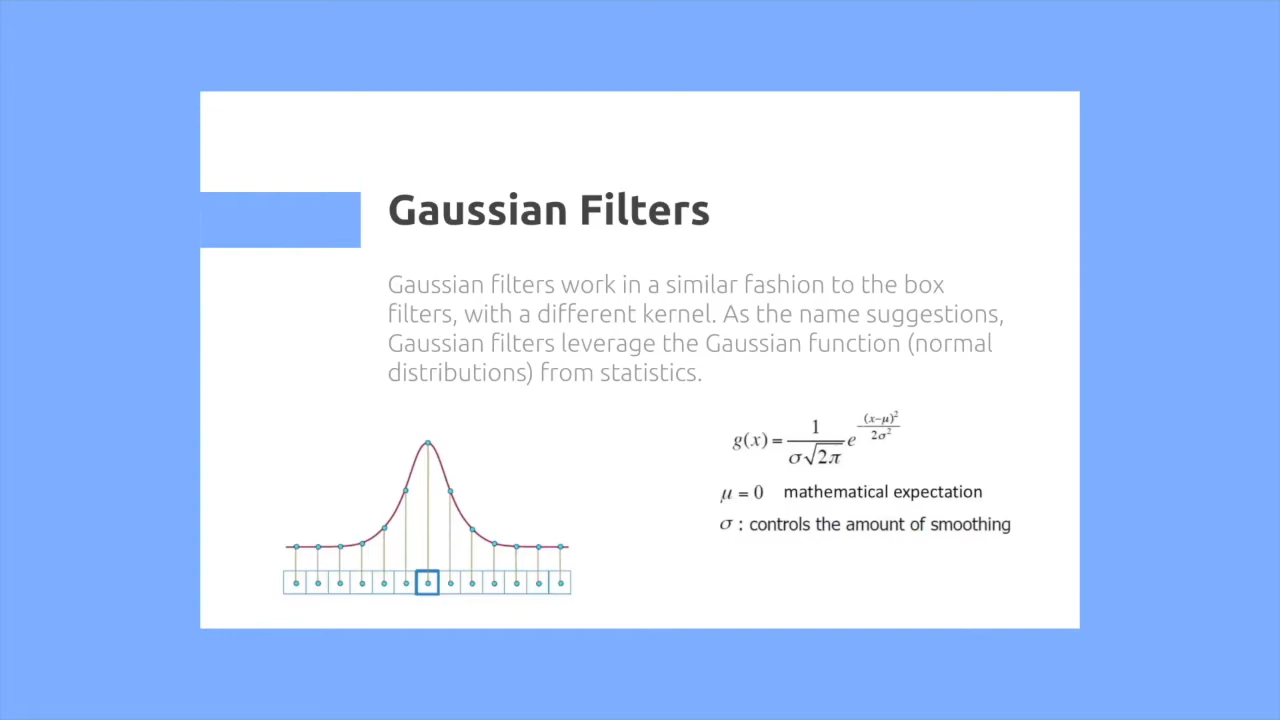 Gaussian Filters
Gaussian filters work in a similar fashion to the box
filters, with a different kernel. As the name suggestions,
Gaussian filters leverage the Gaussian function (normal
distributions) from statistics.
g(x) = 1/(σ√2π) e^((x−μ)²/2σ²)
μ = 0 mathematical expectation
σ : controls the amount of smoothing